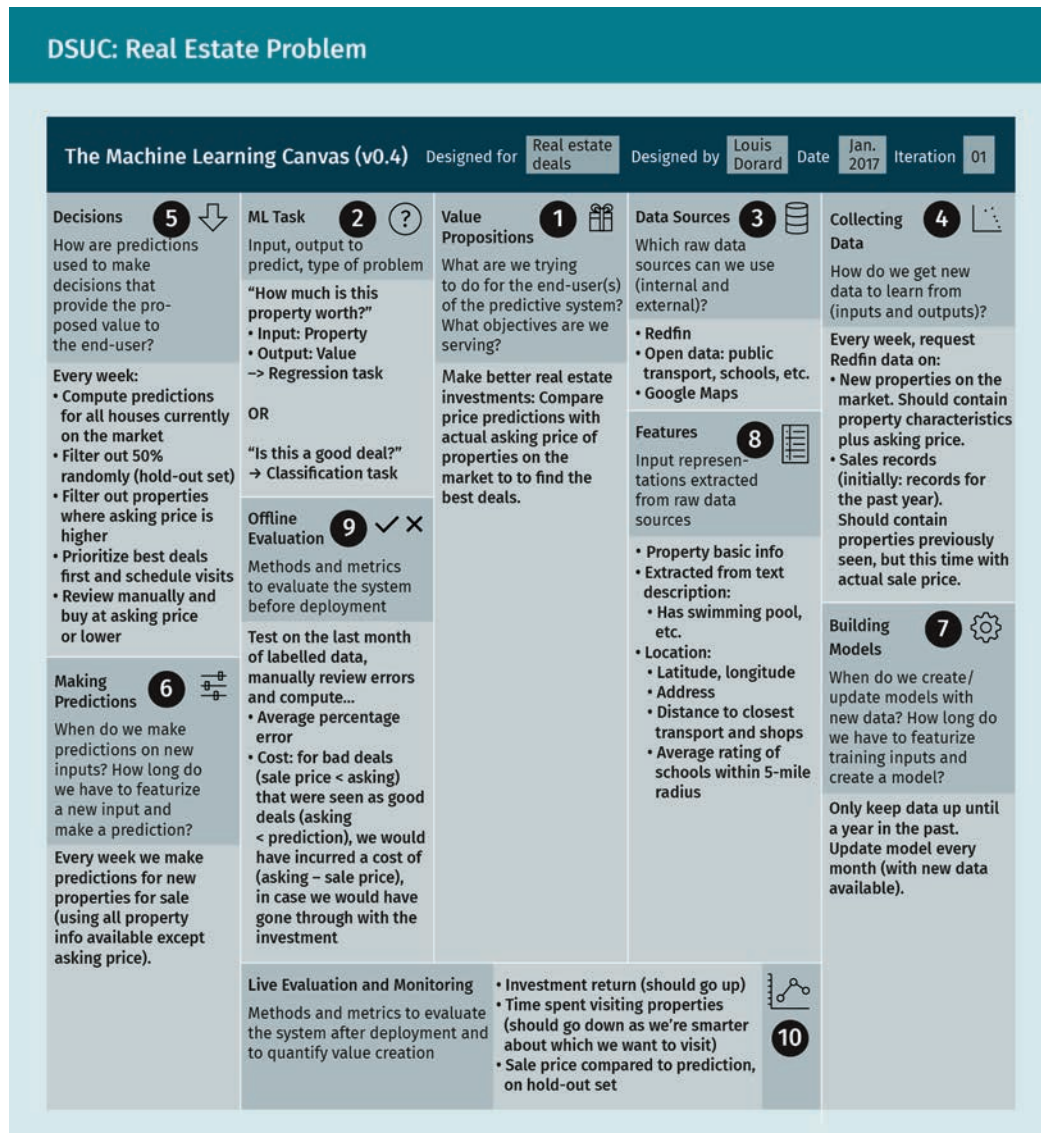 DSUC: Real Estate Problem
The Machine Learning Canvas (v0.4)
Designed for
Real estate
deals
Designed by
Louis
Dorard
Date
Jan.
2017
Iteration
01
Decisions
5
How are predictions
used to make
decisions that
provide the pro-
posed value to
the end-user?
Every week:
• Compute predictions
for all houses currently
on the market
• Filter out 50%
randomly (hold-out set)
• Filter out properties
where asking price is
higher
• Prioritize best deals
first and schedule visits
• Review manually and
buy at asking price
or lower
Making
Predictions
6
When do we make
predictions on new
inputs? How long do
we have to featurize
a new input and
make a prediction?
Every week we make
predictions for new
properties for sale
(using all property
info available except
asking price).
ML Task
2
?
Input, output to
predict, type of problem
“How much is this
property worth?”
• Input: Property
• Output: Value
–> Regression task
OR
“Is this a good deal?”
→ Classification task
Offline
Evaluation
9
Methods and metrics
to evaluate the system
before deployment
Test on the last month
of labelled data,
manually review errors
and compute...
• Average percentage
error
• Cost: for bad deals
(sale price < asking)
that were seen as good
deals (asking
< prediction), we would
have incurred a cost of
(asking – sale price),
in case we would have
gone through with the
investment
Value
Propositions
1
What are we trying
to do for the end-user(s)
of the predictive system?
What objectives are we
serving?
Make better real estate
investments: Compare
price predictions with
actual asking price of
properties on the
market to to find the
best deals.
Data Sources
3
Which raw data
sources can we use
(internal and
external)?
• Redfin
• Open data: public
transport, schools, etc.
• Google Maps
Features
8
Input represen-
tations extracted
from raw data
sources
• Property basic info
• Extracted from text
description:
• Has swimming pool,
etc.
• Location:
• Latitude, longitude
• Address
• Distance to closest
transport and shops
• Average rating of
schools within 5-mile
radius
Collecting
Data
4
How do we get new
data to learn from
(inputs and outputs)?
Every week, request
Redfin data on:
• New properties on the
market. Should contain
property characteristics
plus asking price.
• Sales records
(initially: records for
the past year).
Should contain
properties previously
seen, but this time with
actual sale price.
Building
Models
7
When do we create/
update models with
new data? How long do
we have to featurize
training inputs and
create a model?
Only keep data up until
a year in the past.
Update model every
month (with new data
available).
Live Evaluation and Monitoring
Methods and metrics to evaluate
the system after deployment and
to quantify value creation
• Investment return (should go up)
• Time spent visiting properties
(should go down as we’re smarter
about which we want to visit)
• Sale price compared to prediction,
on hold-out set
10